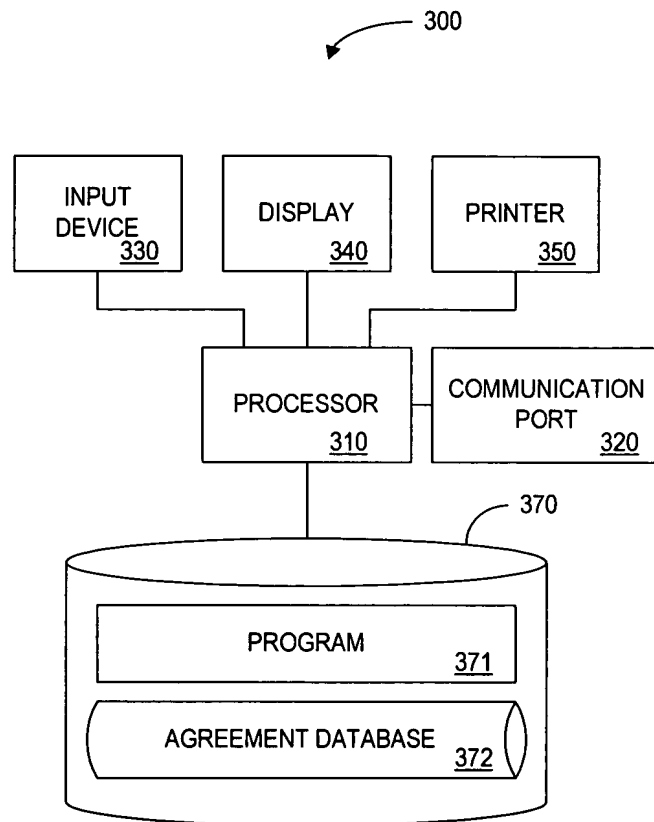 300
INPUT
DEVICE
330
DISPLAY
340
PRINTER
350
PROCESSOR
310
COMMUNICATION
PORT
320
370
PROGRAM
371
AGREEMENT DATABASE
372